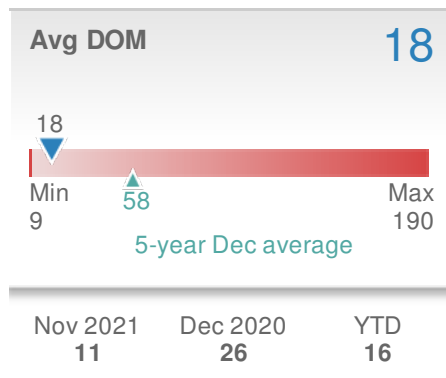 Avg DOM 18
18
Min Max
58
9 190
5-year Dec average
Nov 2021 Dec 2020 YTD
11 26 16